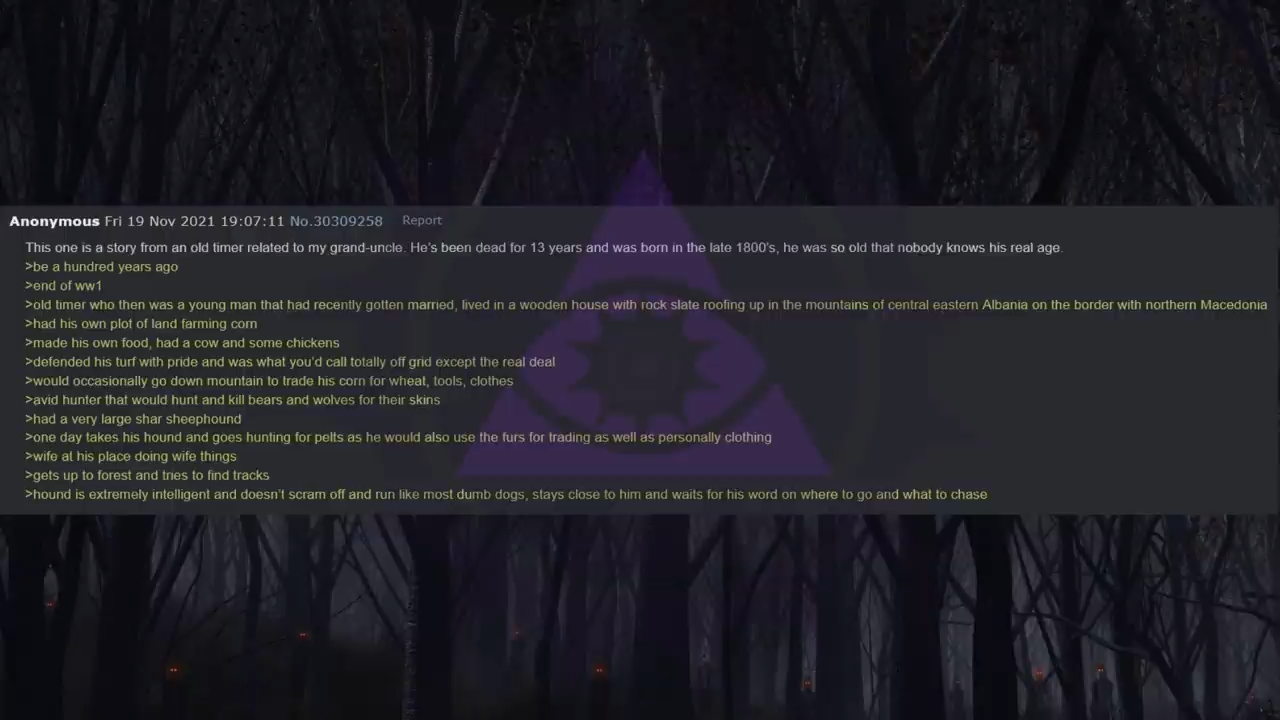 Anonymous Fri 19 Nov 2021 19:07:11 No.30309258 Report
This one is a story from an old timer related to my grand-uncle. He's been dead for 13 years and was born in the late 1800's, he was so old that nobody knows his real age.
>be a hundred years ago
>end of ww1
>old timer who then was a young man that had recently gotten married, lived in a wooden house with rock slate roofing up in the mountains of central eastern Albania on the border with northern Macedonia
>had his own plot of land farming corn
>made his own food, had a cow and some chickens
>defended his turf with pride and was what you'd call totally off grid except the real deal
>would occasionally go down mountain to trade his corn for wheat, tools, clothes
>avid hunter that would hunt and kill bears and wolves for their skins
>had a very large shar sheephound
>one day takes his hound and goes hunting for pelts as he would also use the furs for trading as well as personally clothing
>wife at his place doing wife things
>gets up to forest and tries to find tracks
>hound is extremely intelligent and doesn't scram off and run like most dumb dogs, stays close to him and waits for his word on where to go and what to chase